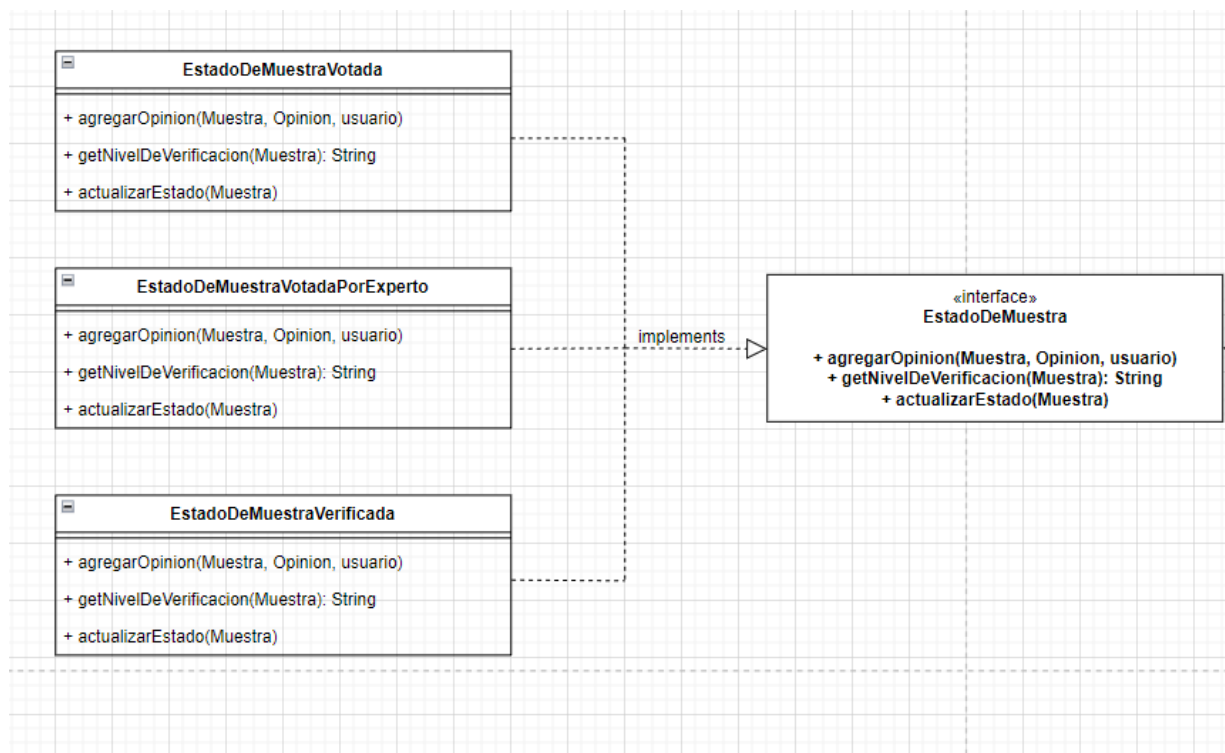 EstadoDeMuestraVotada
+ agregarOpinion(Muestra, Opinion, usuario)
+ getNivelDeVerificacion(Muestra): String
+ actualizarEstado(Muestra)
EstadoDeMuestraVotadaPorExperto
+ agregarOpinion(Muestra, Opinion, usuario)
+ getNivelDeVerificacion(Muestra): String
+ actualizarEstado(Muestra)
EstadoDeMuestraVerificada
+ agregarOpinion(Muestra, Opinion, usuario)
+ getNivelDeVerificacion(Muestra): String
+ actualizarEstado(Muestra)
implements
«interface»
EstadoDeMuestra
+ agregarOpinion(Muestra, Opinion, usuario)
+ getNivelDeVerificacion(Muestra): String
+ actualizarEstado(Muestra)